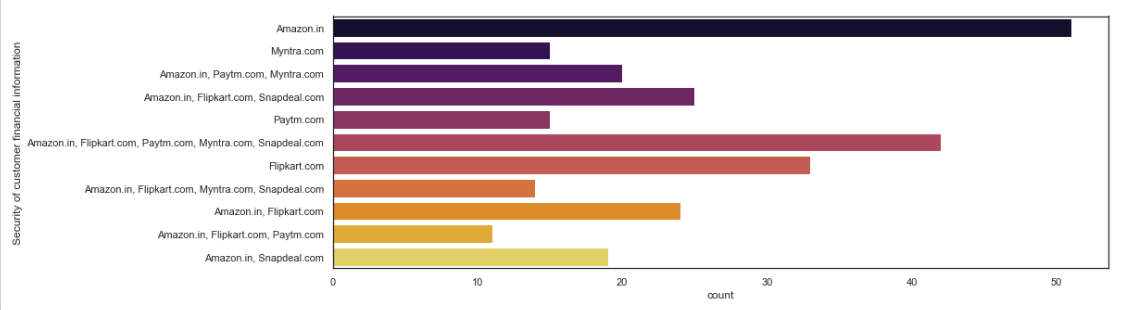 Security of customer financial information
Amazon.in
Myntra.com
Amazon.in, Paytm.com, Myntra.com
Amazon.in, Flipkart.com, Snapdeal.com
Paytm.com
Amazon.in, Flipkart.com, Paytm.com, Myntra.com, Snapdeal.com
Flipkart.com
Amazon.in, Flipkart.com, Myntra.com, Snapdeal.com
Amazon.in, Flipkart.com
Amazon.in, Flipkart.com, Paytm.com
Amazon.in, Snapdeal.com
0 10 20 30 40 50
count